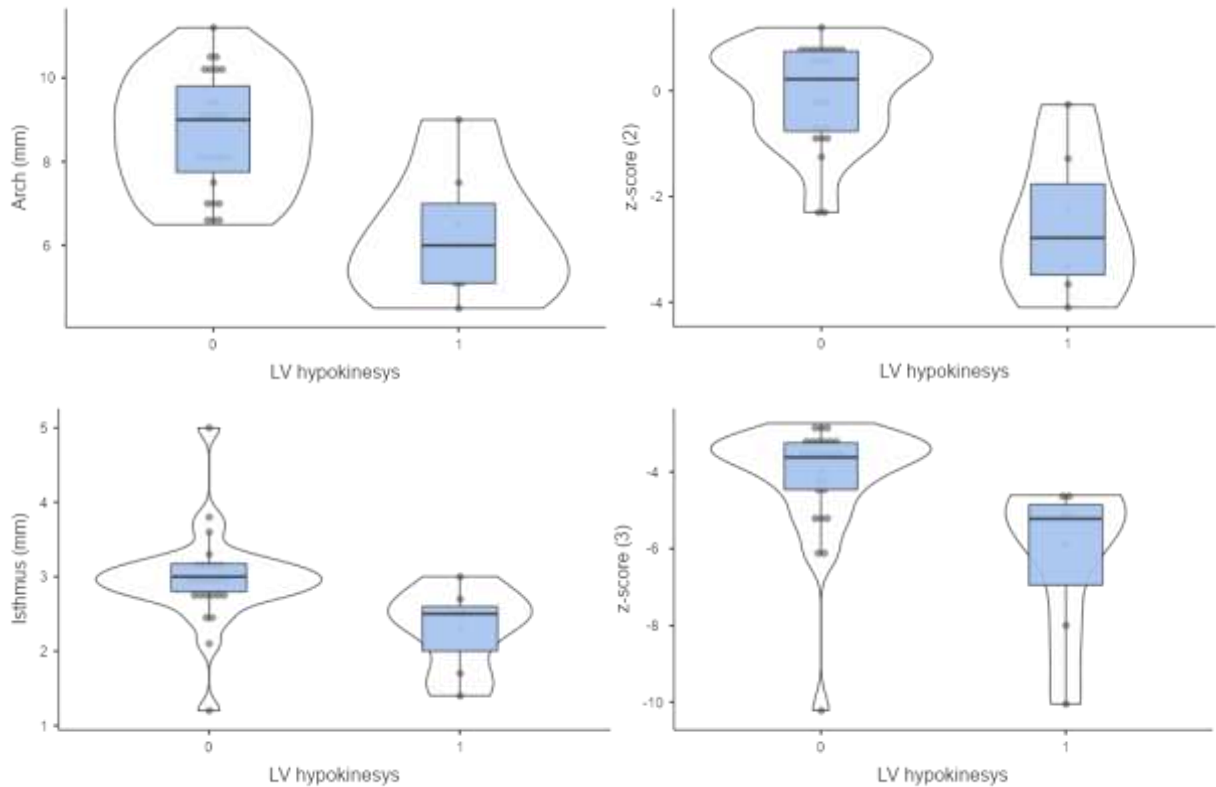 Arch (mm)
10
8
6
0
1
LV hypokinesys
z-score (2)
0
-2
-4
0
1
LV hypokinesys
Isthmus (mm)
5
4
3
2
1
0
1
LV hypokinesys
z-score (3)
-4
-6
-8
-10
0
1
LV hypokinesys